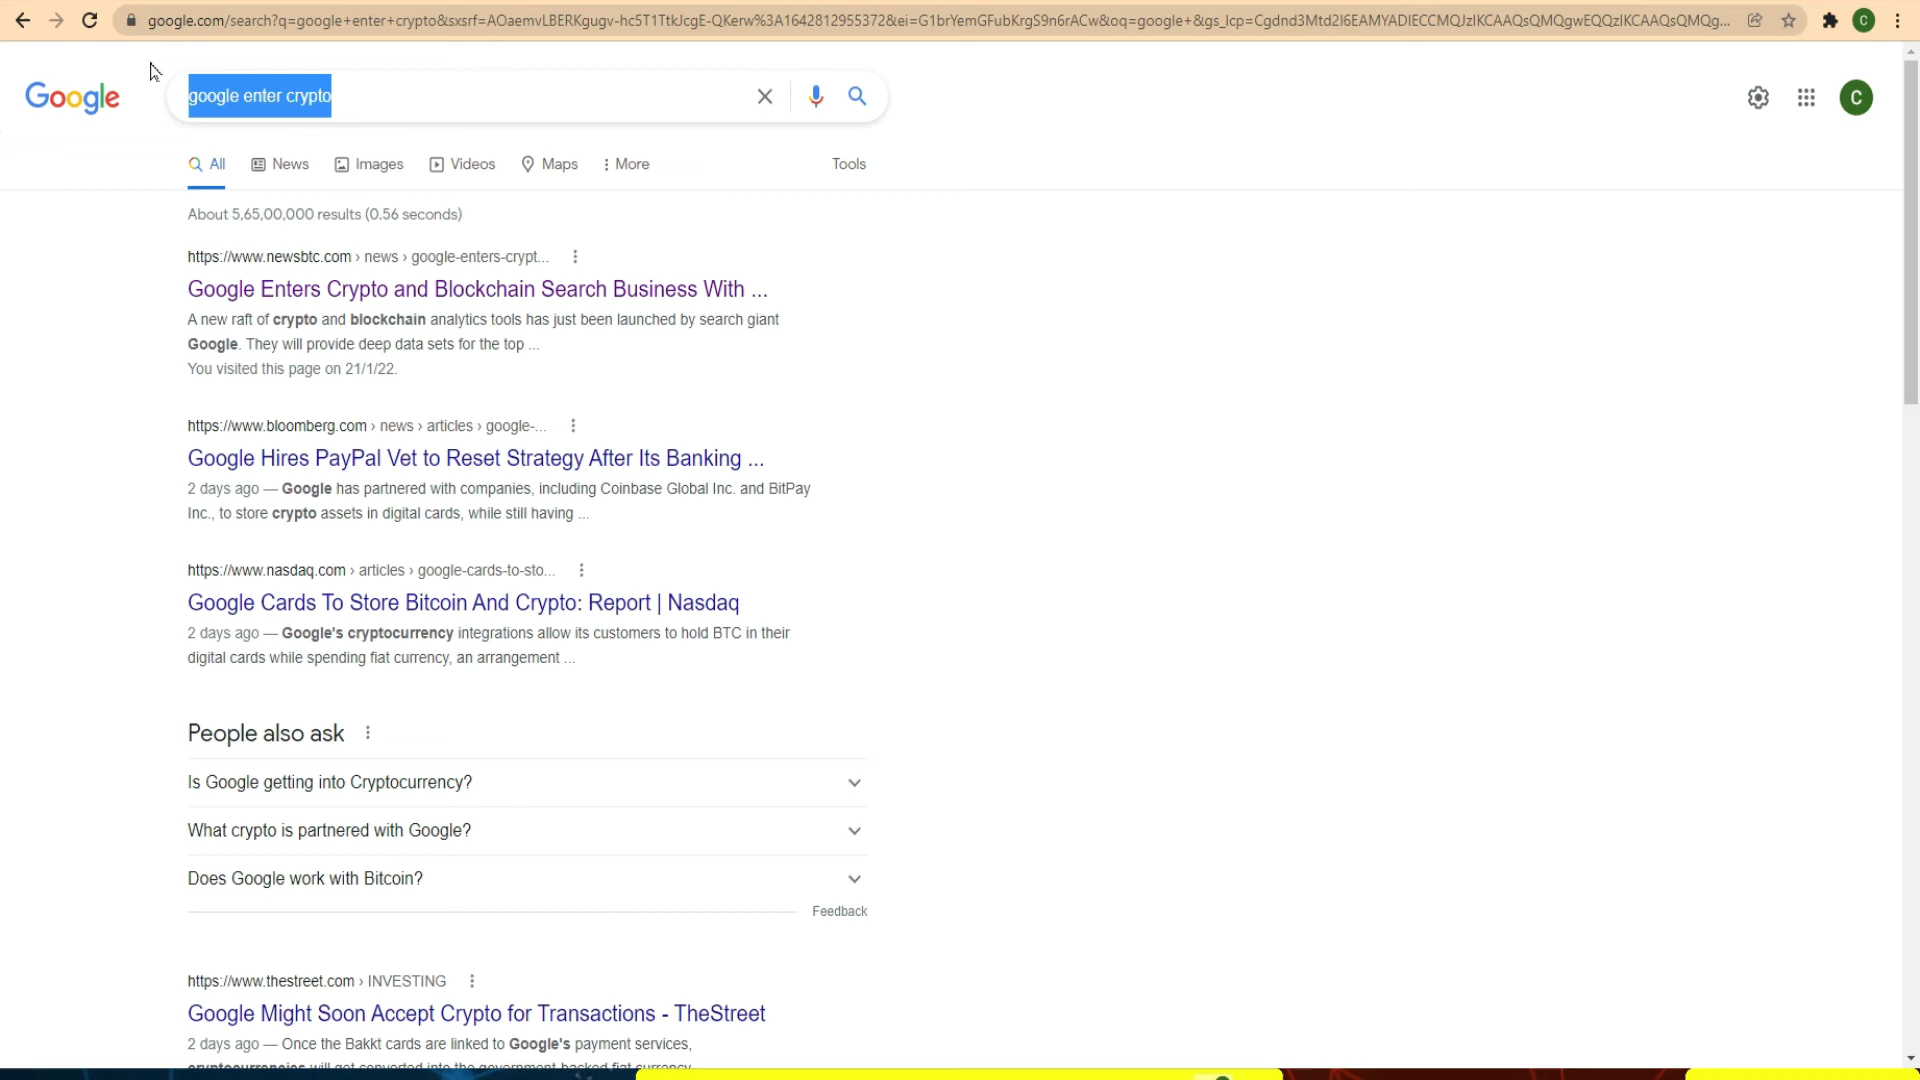 google.com/search?q=google+enter+crypto&sxsrf=AOaemvLBERKgugv-hc5T1TtkJcgE-QKerw%3A1642812955372&ei=G1brYemGFubKrgS9n6rACw&oq=google+&gs_lcp=Cgdnd3Mtd2l6EAMYADIECCMQJzIKCAAQsQMQgwEQQzIKCAAQsQMQg...
C
Google
google enter crypto
C
All
News
Images
Videos
Maps
More
Tools
About 5,65,00,000 results (0.56 seconds)
https://www.newsbtc.com › news › google-enters-crypt...
Google Enters Crypto and Blockchain Search Business With ...
A new raft of crypto and blockchain analytics tools has just been launched by search giant
Google. They will provide deep data sets for the top ...
You visited this page on 21/1/22.
https://www.bloomberg.com › news › articles › google-...
Google Hires PayPal Vet to Reset Strategy After Its Banking ...
2 days ago — Google has partnered with companies, including Coinbase Global Inc. and BitPay
Inc., to store crypto assets in digital cards, while still having ...
https://www.nasdaq.com › articles › google-cards-to-sto...
Google Cards To Store Bitcoin And Crypto: Report | Nasdaq
2 days ago — Google's cryptocurrency integrations allow its customers to hold BTC in their
digital cards while spending fiat currency, an arrangement ...
People also ask
Is Google getting into Cryptocurrency?
What crypto is partnered with Google?
Does Google work with Bitcoin?
Feedback
https://www.thestreet.com › INVESTING
Google Might Soon Accept Crypto for Transactions - TheStreet
2 days ago — Once the Bakkt cards are linked to Google's payment services,
cryptocurrencies will get converted into the government-backed fiat currency